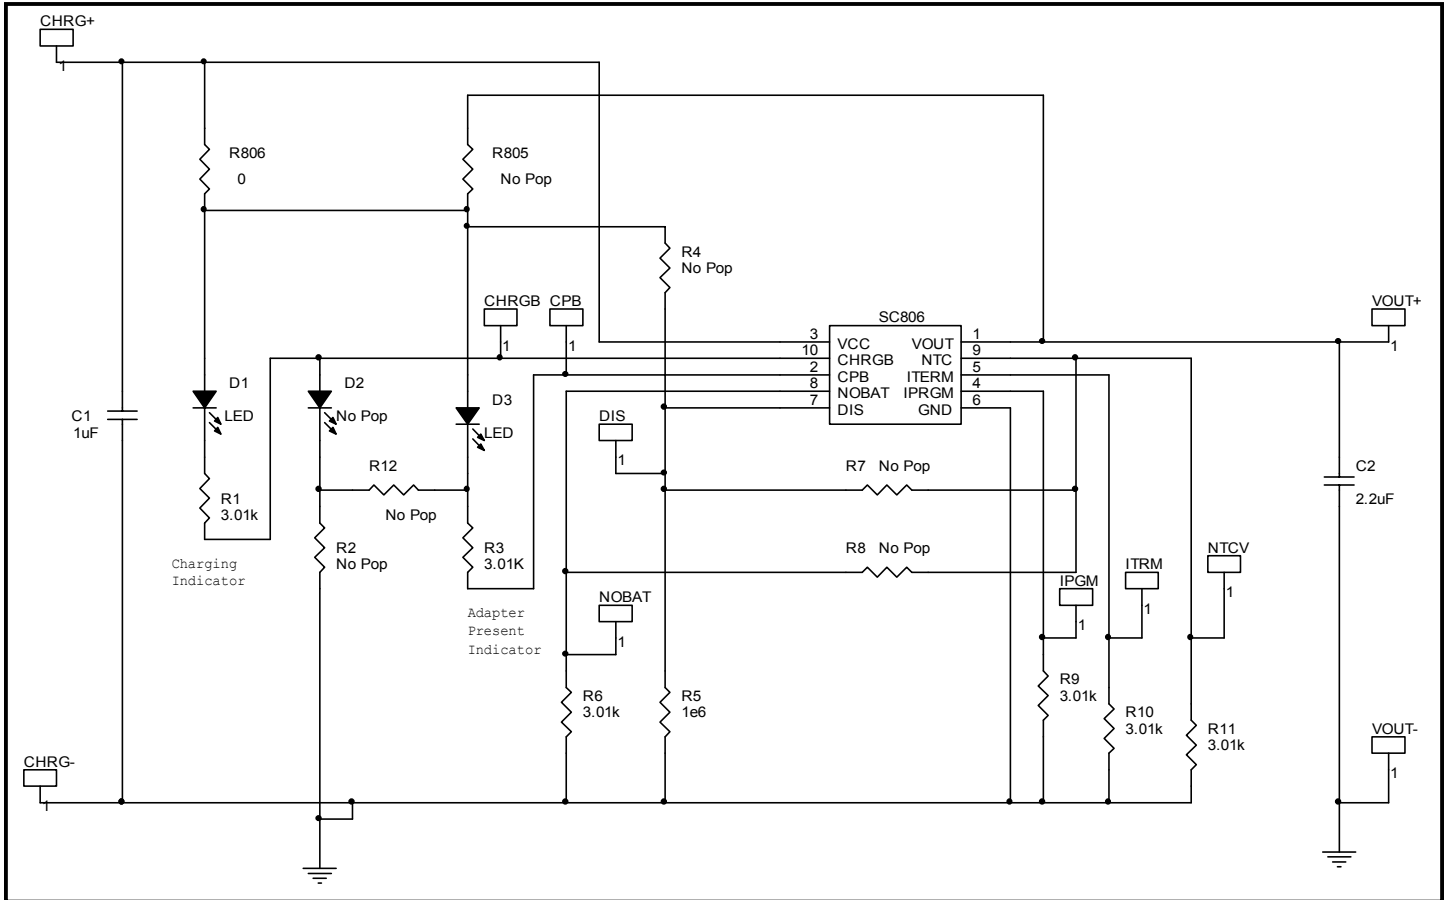 CHRG+
1
R806
0
R805
No Pop
R4
No Pop
CHRGB
1
CPB
1
SC806
3
VCC
10
CHRGB
2
CPB
8
NOBAT
7
DIS
VOUT
1
NTC
9
ITERM
5
IPRGM
4
GND
6
VOUT+
1
C1
1uF
D1
LED
D2
No Pop
D3
LED
DIS
1
R1
3.01k
Charging
Indicator
R12
No Pop
R2
No Pop
R3
3.01K
Adapter
Present
Indicator
R7 No Pop
R8 No Pop
C2
2.2uF
NOBAT
1
IPGM
1
ITRM
1
NTCV
1
R6
3.01k
R5
1e6
R9
3.01k
R10
3.01k
R11
3.01k
CHRG-
1
VOUT-
1